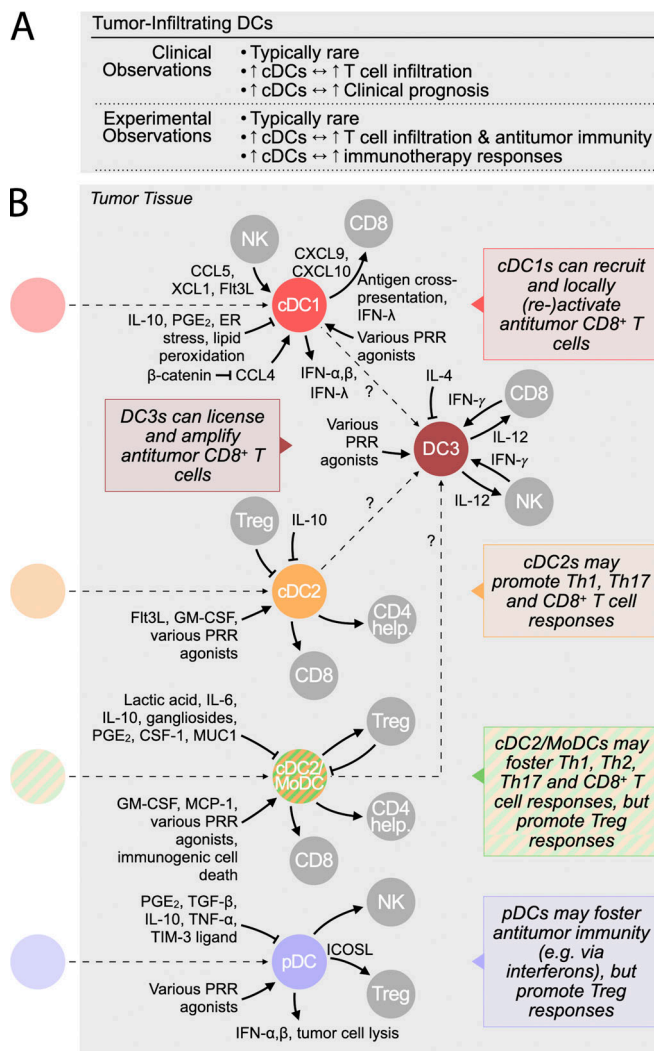 A
Tumor-Infiltrating DCs
Clinical
Observations
• Typically rare
• ↑ cDCs ↔ ↑ T cell infiltration
• ↑ cDCs ↔ ↑ Clinical prognosis
Experimental
Observations
• Typically rare
• ↑ cDCs ↔ ↑ T cell infiltration & antitumor immunity
• ↑ cDCs ↔ ↑ immunotherapy responses
B
Tumor Tissue
NK
CD8
CCL5,
XCL1, Flt3L
CXCL9,
CXCL10
cDC1
Antigen cross-
presentation,
IFN-λ
IL-10, PGE₂, ER
stress, lipid
peroxidation
Various PRR
agonists
β-catenin
CCL4
IFN-α,β,
IFN-λ
?
cDC1s can recruit
and locally
(re-)activate
antitumor CD8⁺ T
cells
DC3s can license
and amplify
antitumor CD8⁺ T
cells
IL-4
IFN-γ
CD8
Various
PRR
agonists
DC3
IL-12
IFN-γ
IL-12
NK
Treg
IL-10
?
?
cDC2
Flt3L, GM-CSF,
various PRR
agonists
CD4
help.
CD8
cDC2s may
promote Th1, Th17
and CD8⁺ T cell
responses
Lactic acid, IL-6,
IL-10, gangliosides,
PGE₂, CSF-1, MUC1
Treg
cDC2/
MoDC
GM-CSF, MCP-1,
various PRR
agonists,
immunogenic cell
death
CD4
help.
CD8
cDC2/MoDCs may
foster Th1, Th2,
Th17 and CD8⁺ T
cell responses, but
promote Treg
responses
PGE₂, TGF-β,
IL-10, TNF-α,
TIM-3 ligand
NK
pDC
ICOSL
Treg
Various PRR
agonists
IFN-α,β, tumor cell lysis
pDCs may foster
antitumor immunity
(e.g. via
interferons), but
promote Treg
responses